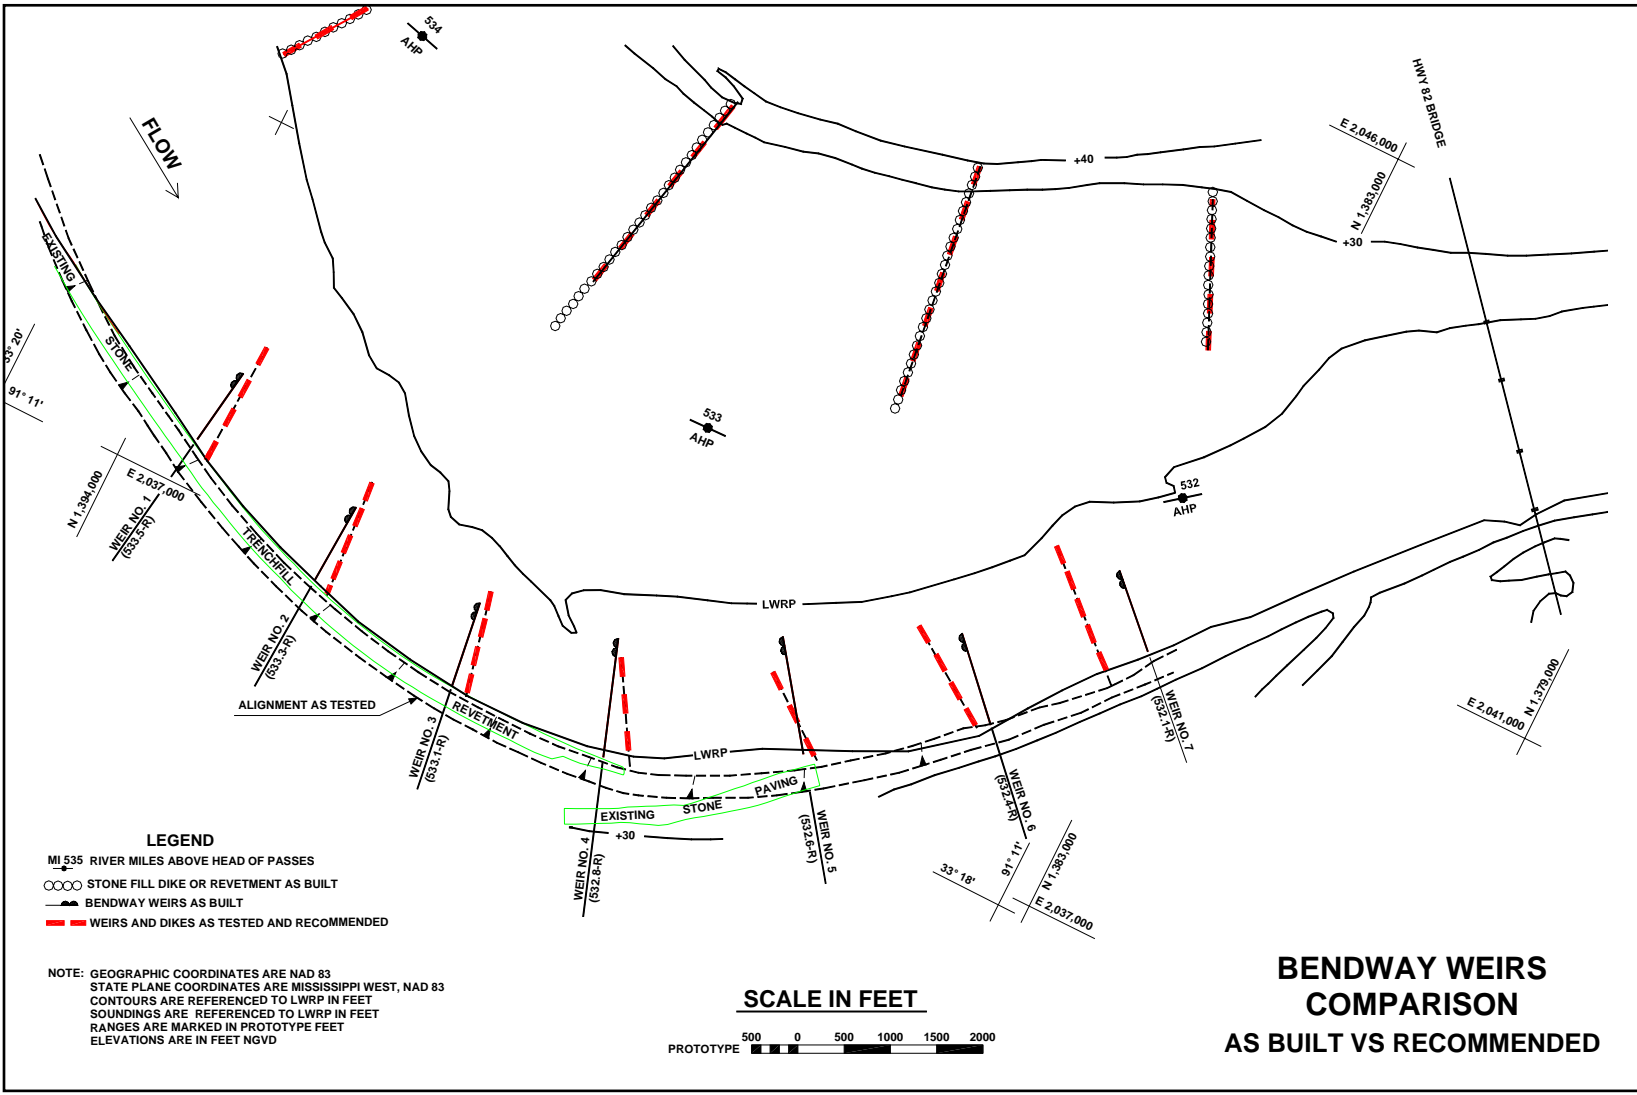 534
AHP
FLOW
HWY 82 BRIDGE
E 2,046,000
N 1,383,000
+40
+30
EXISTING
STONE
33° 20'
91° 11'
N 1,394,000
E 2,037,000
WEIR NO. 1
(533.5-R)
533
AHP
532
AHP
TRENCHFILL
WEIR NO. 2
(533.3-R)
LWRP
ALIGNMENT AS TESTED
REVETMENT
WEIR NO. 3
(533.1-R)
LWRP
WEIR NO. 7
(532.1-R)
E 2,041,000
N 1,379,000
EXISTING
STONE
PAVING
+30
WEIR NO. 4
(532.8-R)
WEIR NO. 5
(532.6-R)
WEIR NO. 6
(532.4-R)
33° 18'
91° 11'
N 1,383,000
E 2,037,000
LEGEND
MI 535 RIVER MILES ABOVE HEAD OF PASSES
STONE FILL DIKE OR REVETMENT AS BUILT
BENDWAY WEIRS AS BUILT
WEIRS AND DIKES AS TESTED AND RECOMMENDED
NOTE: GEOGRAPHIC COORDINATES ARE NAD 83
STATE PLANE COORDINATES ARE MISSISSIPPI WEST, NAD 83
CONTOURS ARE REFERENCED TO LWRP IN FEET
SOUNDINGS ARE REFERENCED TO LWRP IN FEET
RANGES ARE MARKED IN PROTOTYPE FEET
ELEVATIONS ARE IN FEET NGVD
SCALE IN FEET
500 0 500 1000 1500 2000
PROTOTYPE
BENDWAY WEIRS
COMPARISON
AS BUILT VS RECOMMENDED